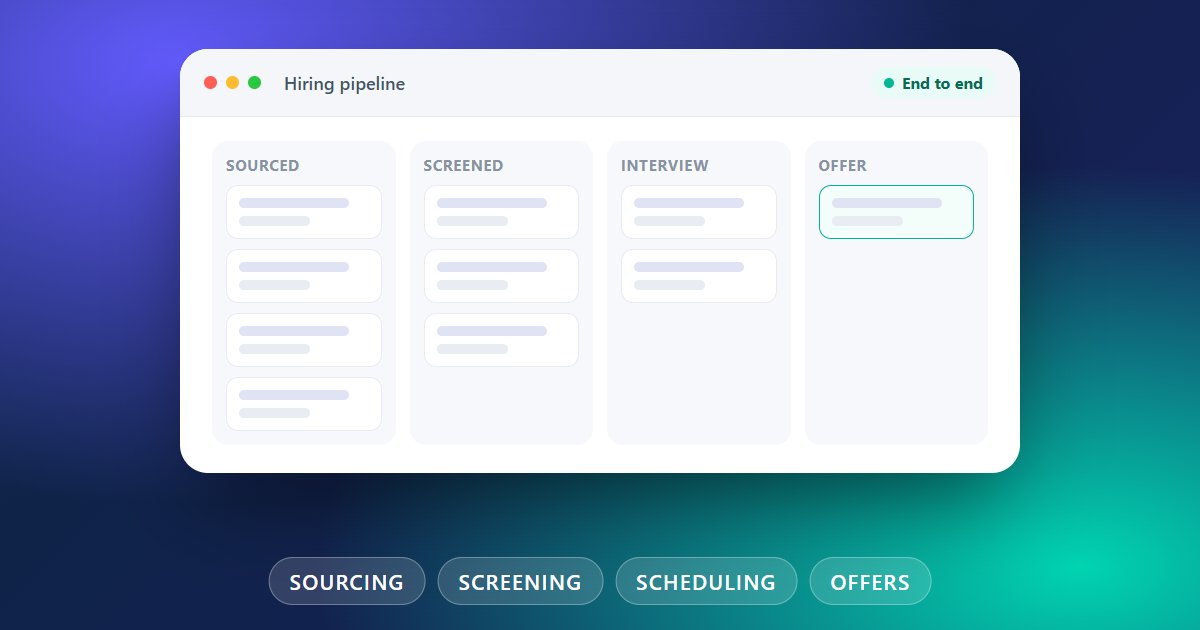 Hiring pipeline
End to end
SOURCED
SCREENED
INTERVIEW
OFFER
SOURCING
SCREENING
SCHEDULING
OFFERS